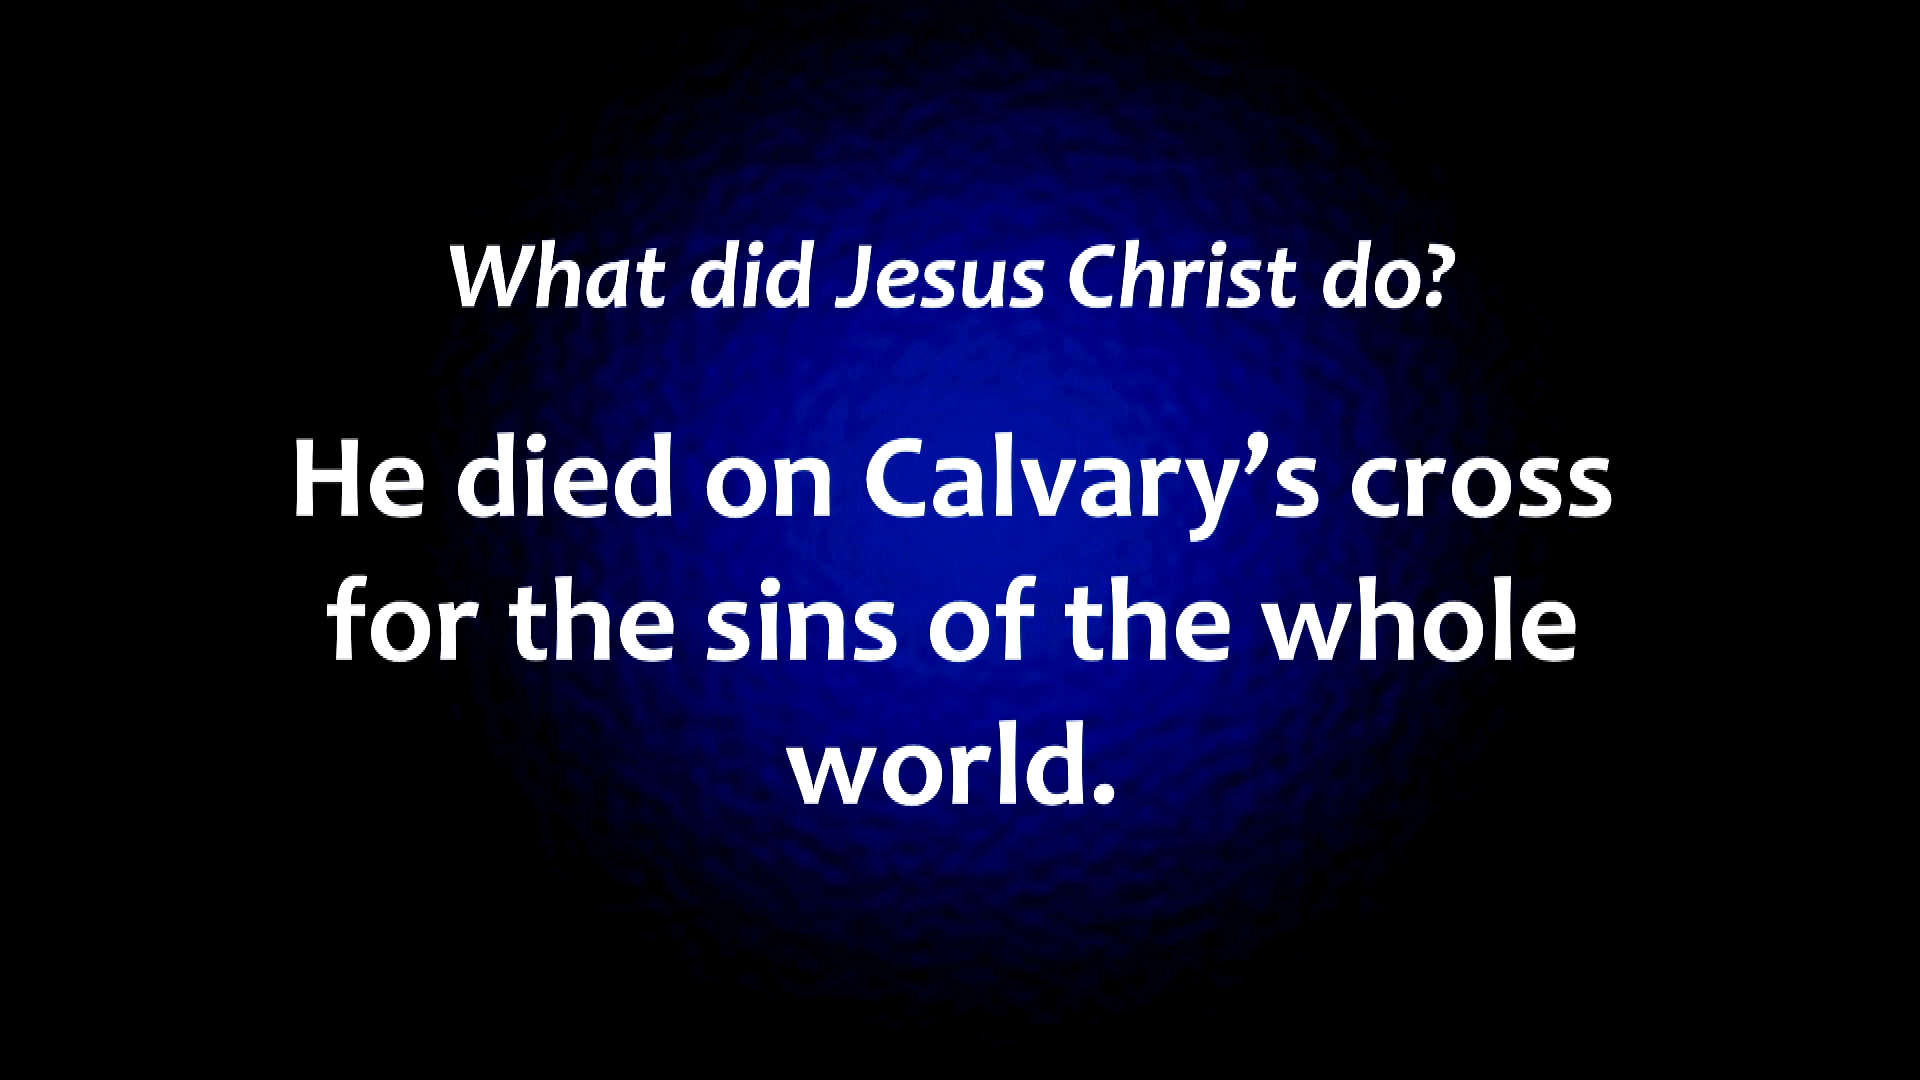 What did Jesus Christ do?
He died on Calvary’s cross
for the sins of the whole
world.